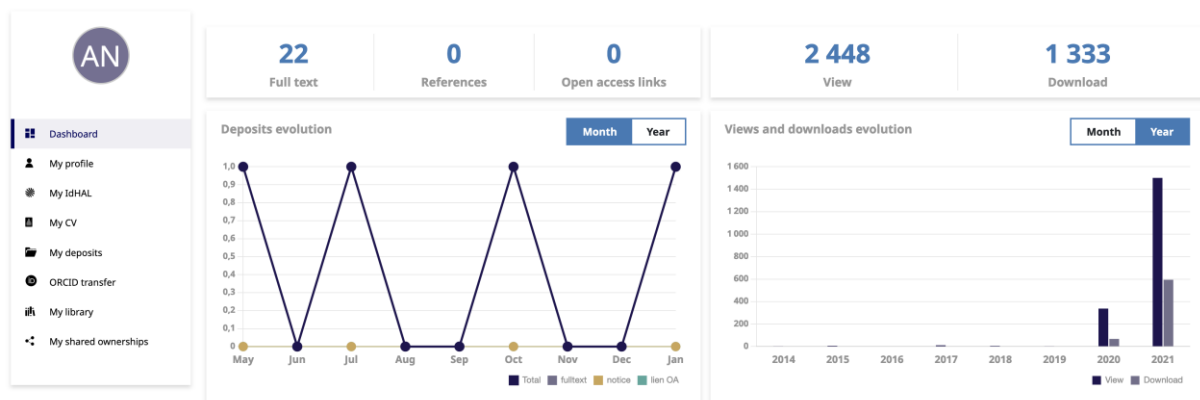 AN
Dashboard
My profile
My IdHAL
My CV
My deposits
ORCID transfer
My library
My shared ownerships
22
Full text
0
References
0
Open access links
2 448
View
1 333
Download
Deposits evolution
Month Year
1,0
0,9
0,8
0,7
0,6
0,5
0,4
0,3
0,2
0,1
0
May Jun Jul Aug Sep Oct Nov Dec Jan
Total fulltext notice lien OA
Views and downloads evolution
Month Year
1 600
1 400
1 200
1 000
800
600
400
200
0
2014 2015 2016 2017 2018 2019 2020 2021
View Download